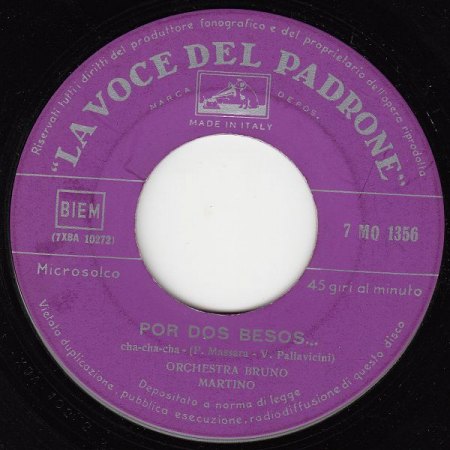 Riservati tutti i diritti del produttore fonografico e del proprietario dell'opera riprodotta
"LA VOCE DEL PADRONE"
MARCA DEPOS.
MADE IN ITALY
BIEM
(7XBA 10272)
7 MQ 1356
Microsolco
45 giri al minuto
POR DOS BESOS...
cha-cha-cha - (P. Massara - V. Pallavicini)
ORCHESTRA BRUNO
MARTINO
Depositato a norma di legge
Vietata duplicazione, pubblica esecuzione, radiodiffusione di questo disco